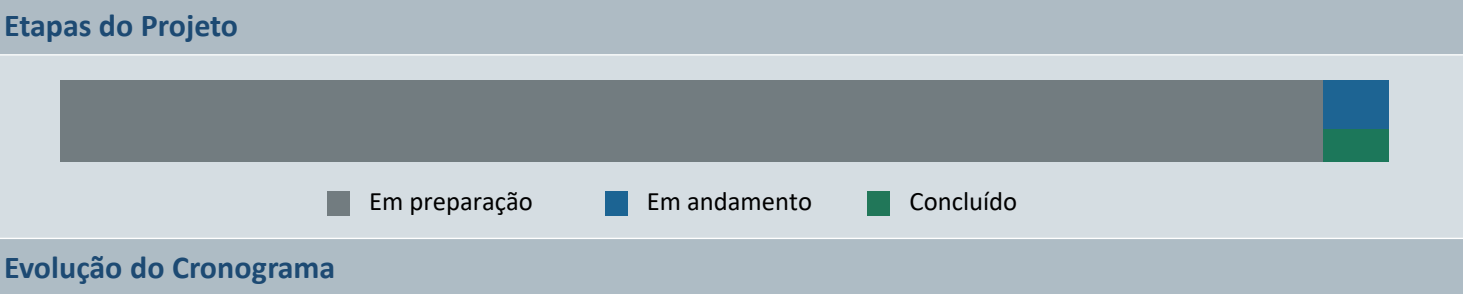 Etapas do Projeto
Em preparação Em andamento Concluído
Evolução do Cronograma